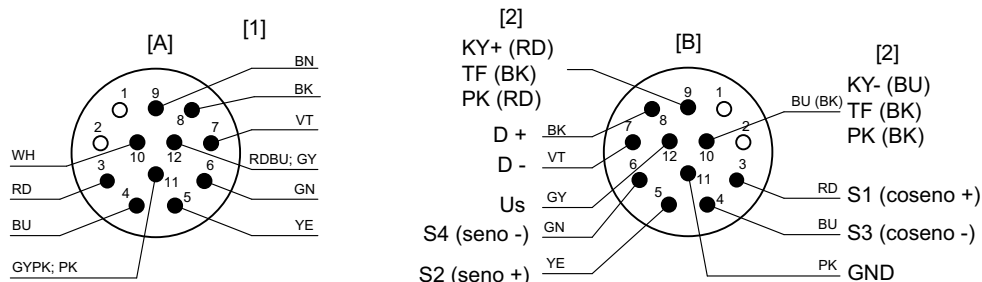 [A]
[1]
BN
BK
VT
RDBU; GY
GN
YE
WH
RD
BU
GYPK; PK
1
9
8
2
7
10
12
3
6
11
4
5
[2]
KY+ (RD)
TF (BK)
PK (RD)
[B]
[2]
KY- (BU)
TF (BK)
PK (BK)
BU (BK)
D + BK
D - VT
Us GY
S4 (seno -) GN
S2 (seno +) YE
RD S1 (coseno +)
BU S3 (coseno -)
PK GND
9
1
8
7
2
12
10
6
3
11
5
4